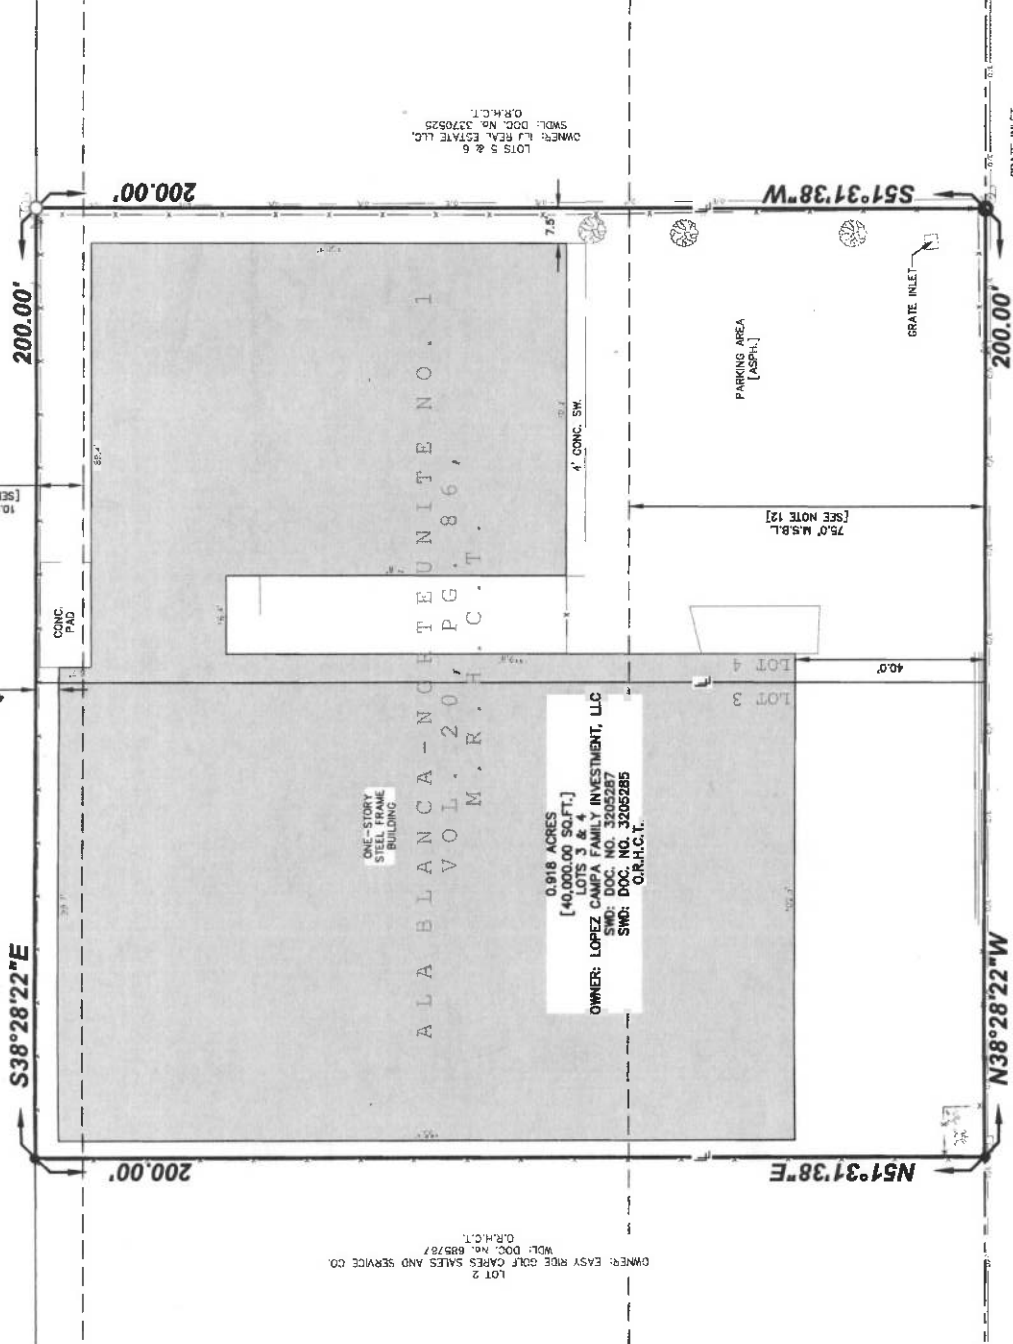 LOTS 5 & 6
OWNER: ILJ REAL ESTATE LLC,
SWDL: DOC. No. 3370525
O.R.H.C.T.
200.00'
S51°31'38"W
200.00'
7.5'
GRATE INLET
200.00'
PARKING AREA
[ASPH.]
89.4'
4' CONC. SW.
75.0' M.S.B.L.
[SEE NOTE 12]
CONC.
PAD
LOT 4
LOT 3
40.0'
ALABLANCA-NORTE UNIT E NO. 1
VOL. 20, PG. 86,
M.R.H.C.T.
ONE-STORY
STEEL FRAME
BUILDING
0.918 ACRES
[40,000.00 SQ.FT.]
LOTS 3 & 4
OWNER: LOPEZ CAMPA FAMILY INVESTMENT, LLC
SWD: DOC. NO. 3205287
SWD: DOC. NO. 3205285
O.R.H.C.T.
S38°28'22"E
N38°28'22"W
200.00'
N51°31'38"E
LOT 2
OWNER: EASY RIDE GOLF CARES SALES AND SERVICE CO.
WDL: DOC. No. 685787
O.R.H.C.T.